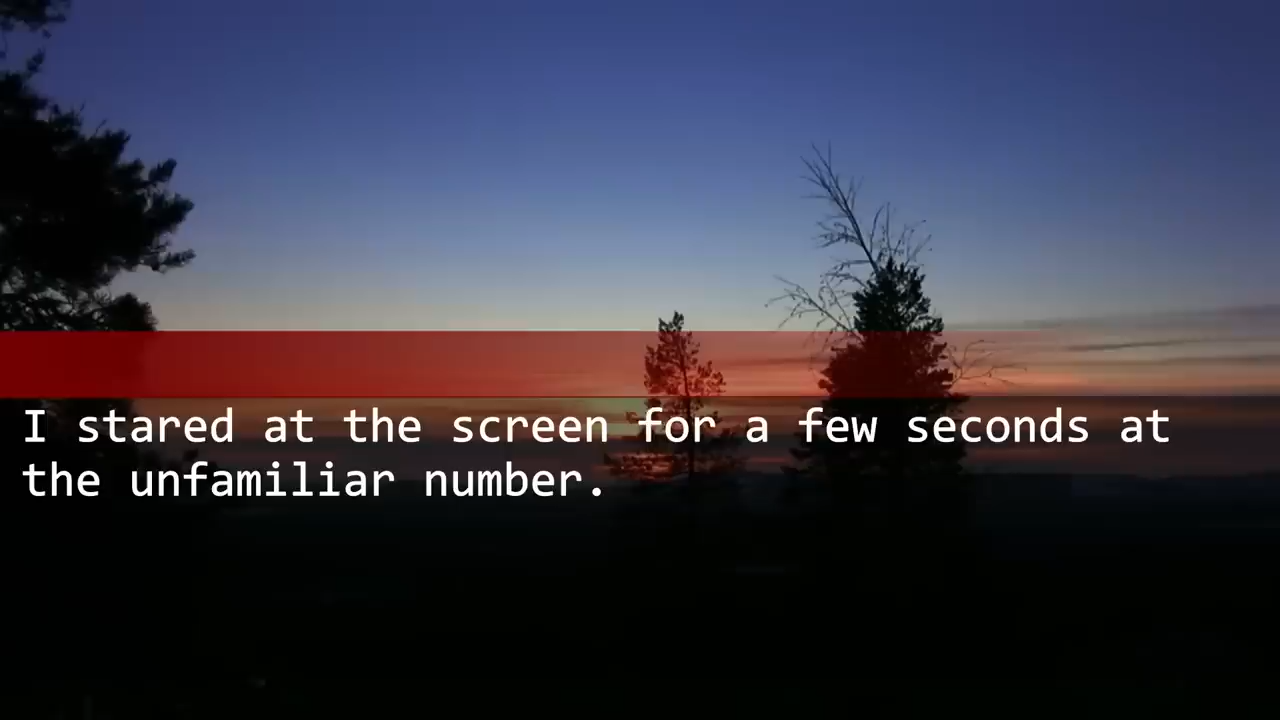 I stared at the screen for a few seconds at
the unfamiliar number.